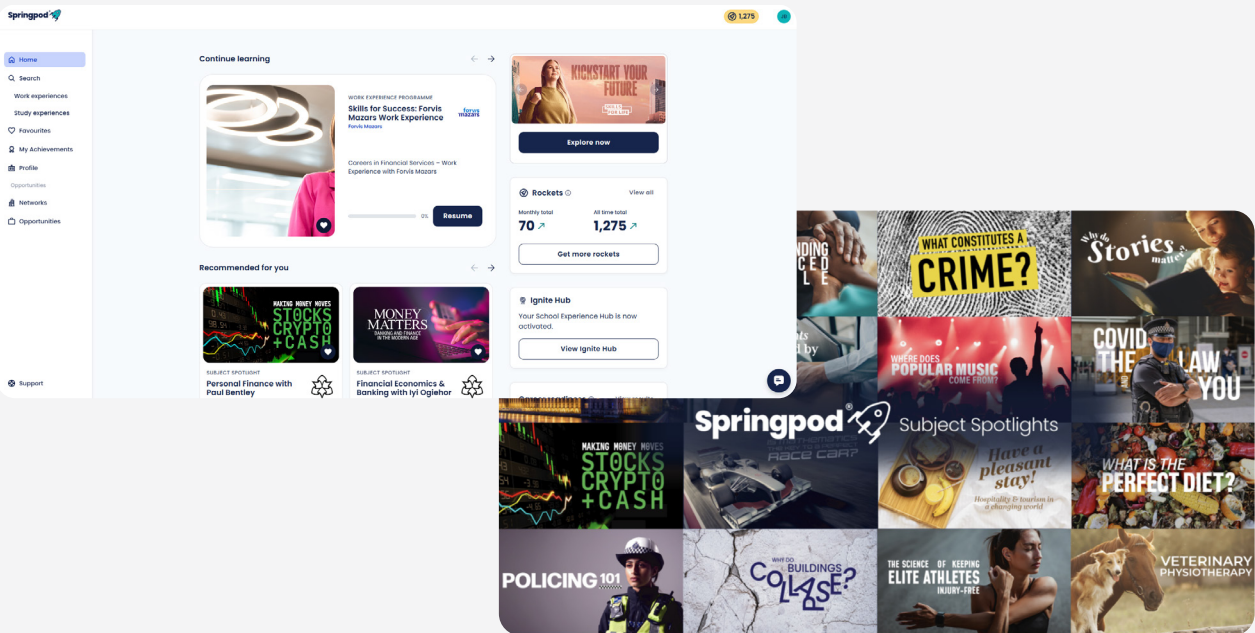 Springpod
1,275
Home
Search
Work experiences
Study experiences
Favourites
My Achievements
Profile
Opportunities
Networks
Opportunities
Support
Continue learning
WORK EXPERIENCE PROGRAMME
Skills for Success: Forvis
Mazars Work Experience
Forvis Mazars
forvis
mazars
Careers in Financial Services – Work
Experience with Forvis Mazars
0%
Resume
Recommended for you
MAKING MONEY MOVES
STOCKS
CRYPTO
+CASH
SUBJECT SPOTLIGHT
Personal Finance with
Paul Bentley
MONEY
MATTERS
BANKING AND FINANCE
IN THE MODERN AGE
SUBJECT SPOTLIGHT
Financial Economics &
Banking with Iyi Ogiehor
KICKSTART YOUR
FUTURE
SKILLS
FOR LIFE
Explore now
Rockets
View all
Monthly total
70
All time total
1,275
Get more rockets
Ignite Hub
Your School Experience Hub is now
activated.
View Ignite Hub
WHAT CONSTITUTES A
CRIME?
Why do
Stories
matter?
WHERE DOES
POPULAR MUSIC
COME FROM?
COVID
THE LAW
AND
YOU
Springpod® Subject Spotlights
MAKING MONEY MOVES
STOCKS
CRYPTO
+CASH
RACE CAR?
Have a
pleasant
stay!
Hospitality & tourism in
a changing world
WHAT IS THE
PERFECT DIET?
POLICING 101
WHY DO
BUILDINGS
COLLAPSE?
THE SCIENCE OF KEEPING
ELITE ATHLETES
INJURY-FREE
VETERINARY
PHYSIOTHERAPY